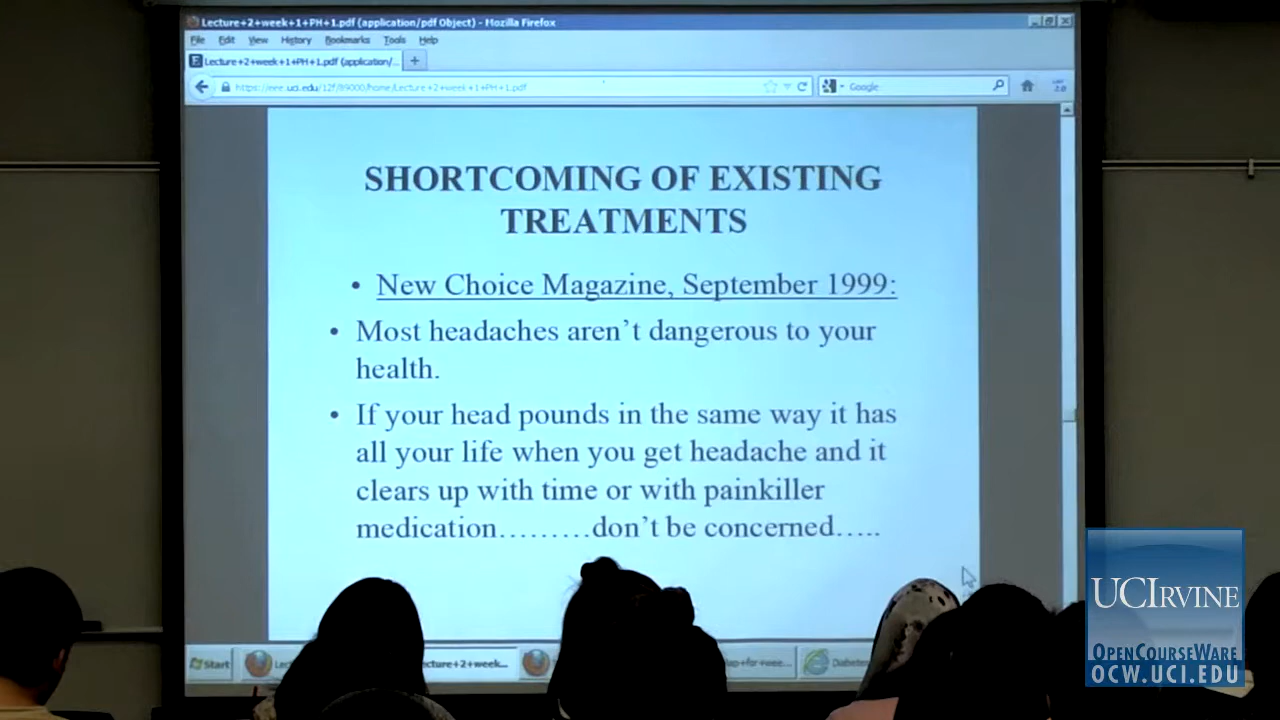 Lecture+2+week+1+PH+1.pdf (application/pdf Object) - Mozilla Firefox
File Edit View History Bookmarks Tools Help
Lecture+2+week+1+PH+1.pdf (application/... +
Google
SHORTCOMING OF EXISTING
TREATMENTS
• New Choice Magazine, September 1999:
• Most headaches aren’t dangerous to your
health.
• If your head pounds in the same way it has
all your life when you get headache and it
clears up with time or with painkiller
medication………don’t be concerned…..
Start
cture+2+week...
Diabetes
UCIRVINE
OPENCOURSEWARE
OCW.UCI.EDU